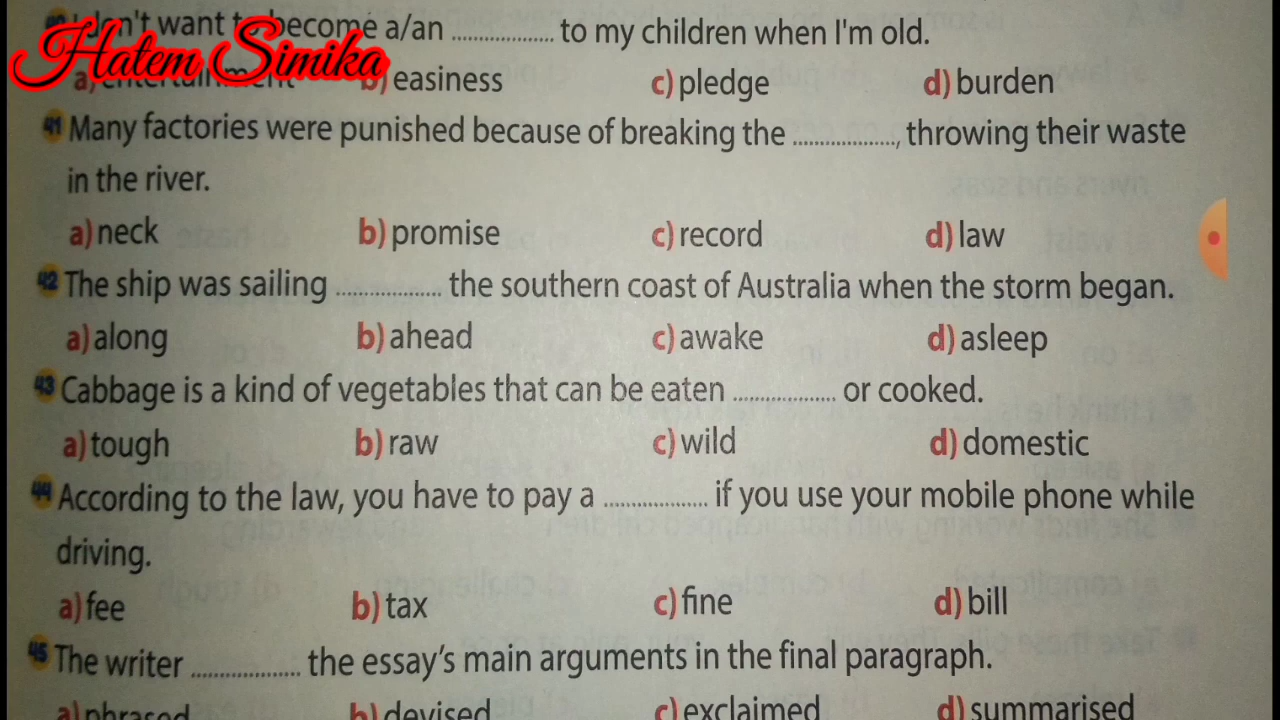 Hatem Simika
40 I don't want to become a/an .................. to my children when I'm old.
a) entertainment b) easiness c) pledge d) burden
41 Many factories were punished because of breaking the .................., throwing their waste
in the river.
a) neck b) promise c) record d) law
42 The ship was sailing .................. the southern coast of Australia when the storm began.
a) along b) ahead c) awake d) asleep
43 Cabbage is a kind of vegetables that can be eaten .................. or cooked.
a) tough b) raw c) wild d) domestic
44 According to the law, you have to pay a .................. if you use your mobile phone while
driving.
a) fee b) tax c) fine d) bill
45 The writer .................. the essay's main arguments in the final paragraph.
a) phrased b) devised c) exclaimed d) summarised